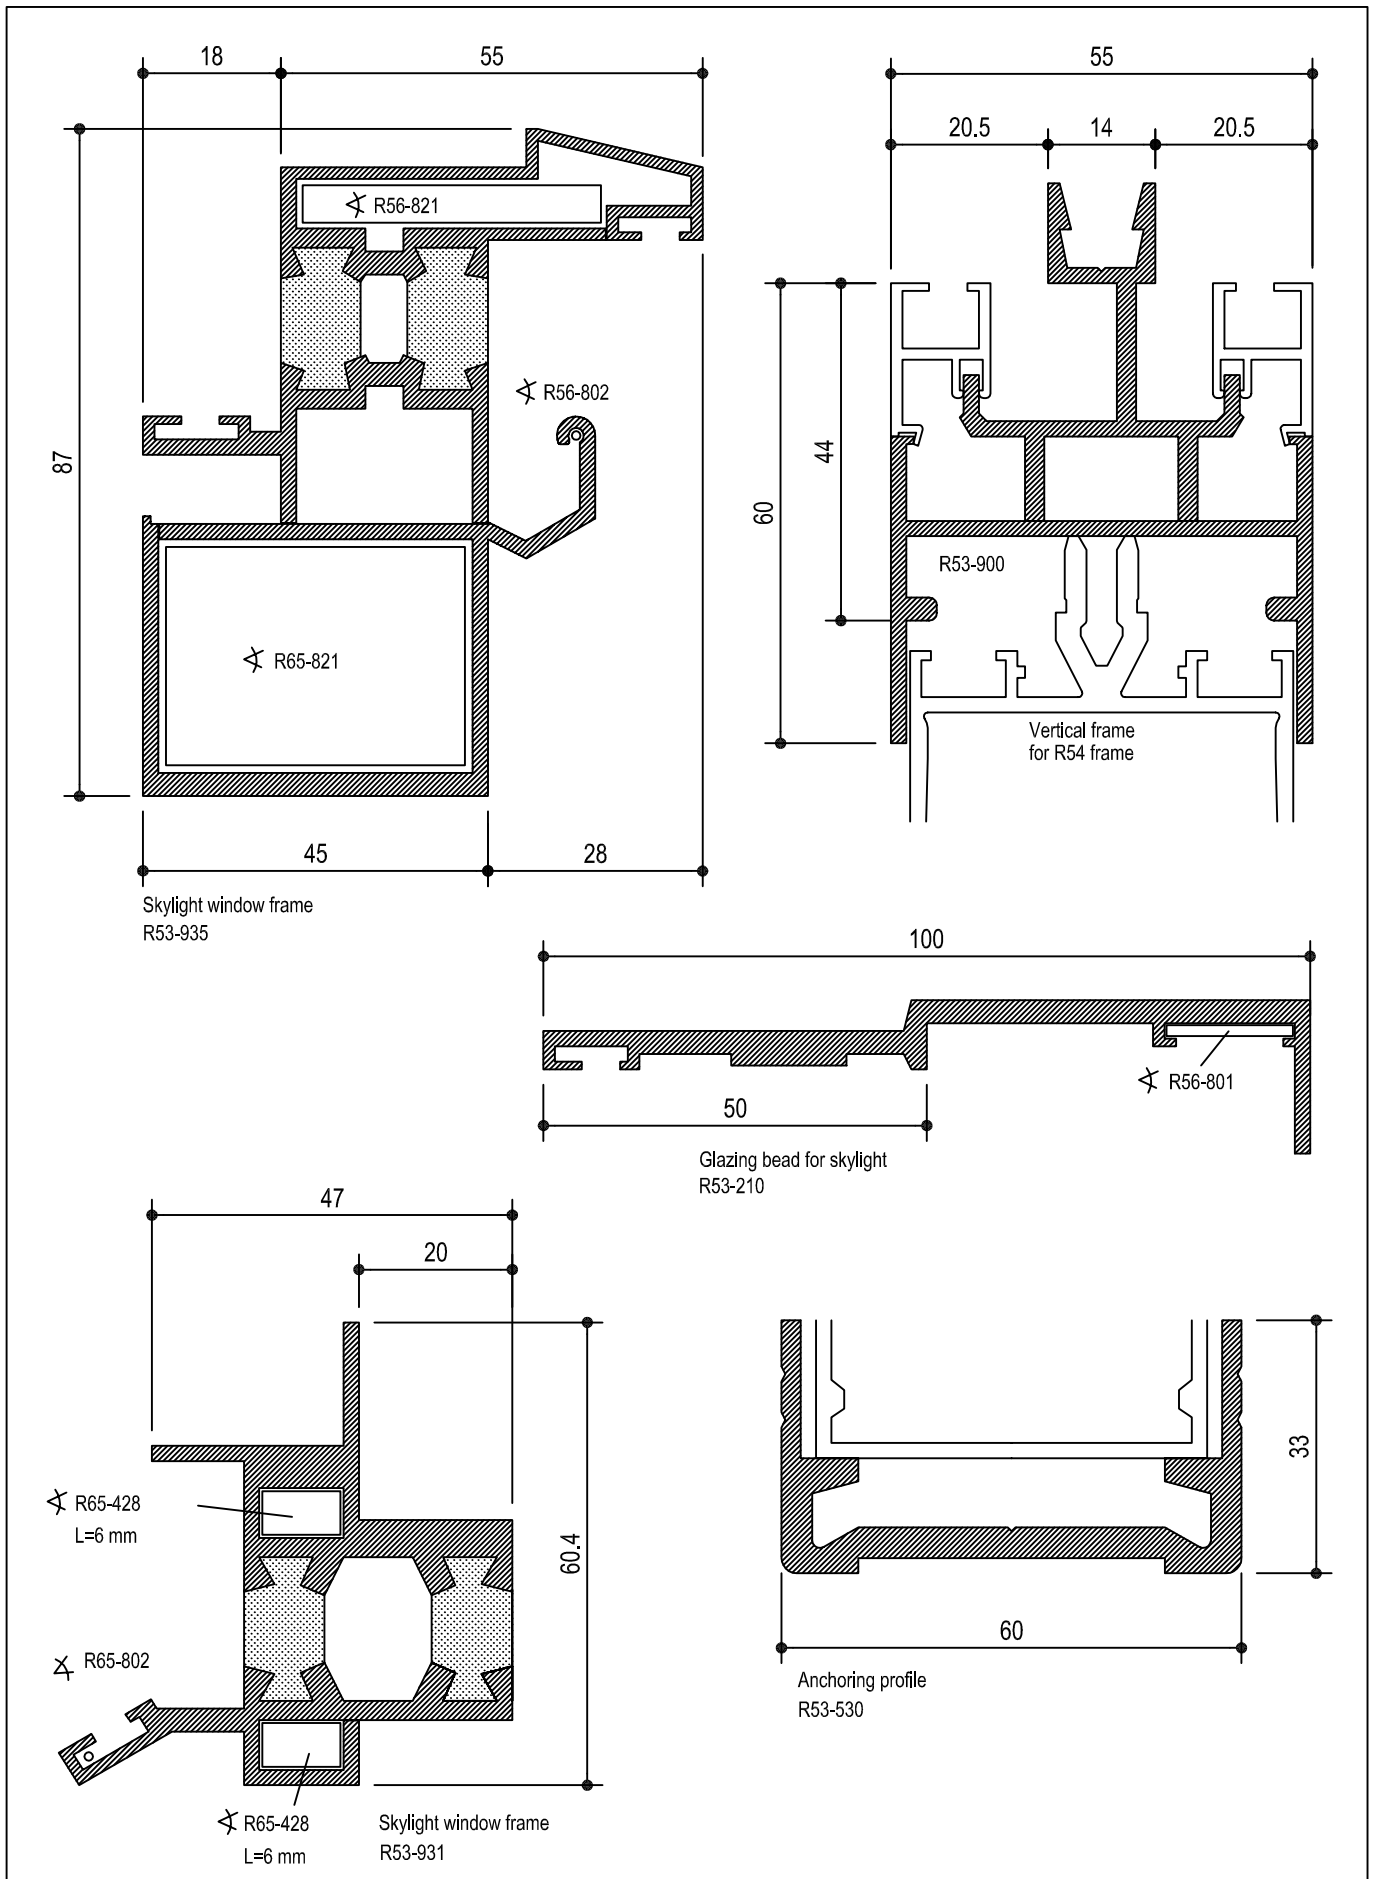 18
55
87
R56-821
R56-802
R65-821
45
28
Skylight window frame
R53-935
55
20.5
14
20.5
60
44
R53-900
Vertical frame
for R54 frame
100
R56-801
50
Glazing bead for skylight
R53-210
47
20
60.4
R65-428
L=6 mm
R65-802
R65-428
L=6 mm
Skylight window frame
R53-931
33
60
Anchoring profile
R53-530